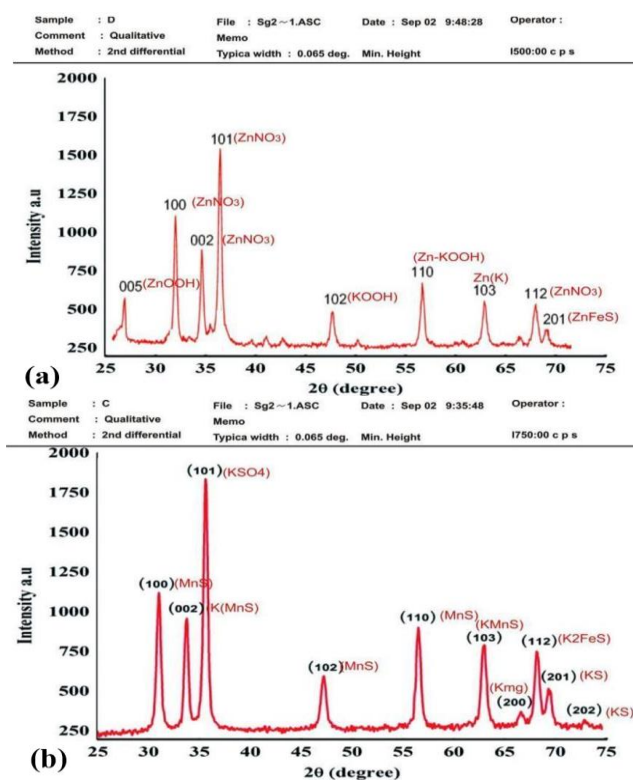 Sample : D File : Sg2~1.ASC Date : Sep 02 9:48:28 Operator :
Comment : Qualitative Memo
Method : 2nd differential Typica width : 0.065 deg. Min. Height I500:00 c p s
2000
1750
1500
1250
1000
750
500
250
Intensity a.u
101(ZnNO3)
100 (ZnNO3)
002 (ZnNO3)
005(ZnOOH)
102(KOOH)
(Zn-KOOH)
110
Zn(K)
103
112(ZnNO3)
201(ZnFeS)
25 30 35 40 45 50 55 60 65 70 75
2θ (degree)
(a)
Sample : C File : Sg2~1.ASC Date : Sep 02 9:35:48 Operator :
Comment : Qualitative Memo
Method : 2nd differential Typica width : 0.065 deg. Min. Height I750:00 c p s
2000
1750
1500
1250
1000
750
500
250
Intensity a.u
(101)(KSO4)
(100)(MnS)
(002)(K(MnS)
(102)(MnS)
(110)(MnS)
(KMnS)
(103)
(Kmg)
(200)
(112)(K2FeS)
(201) (KS)
(202) (KS)
25 31 35 40 45 50 55 60 65 70 75
2θ (degree)
(b)